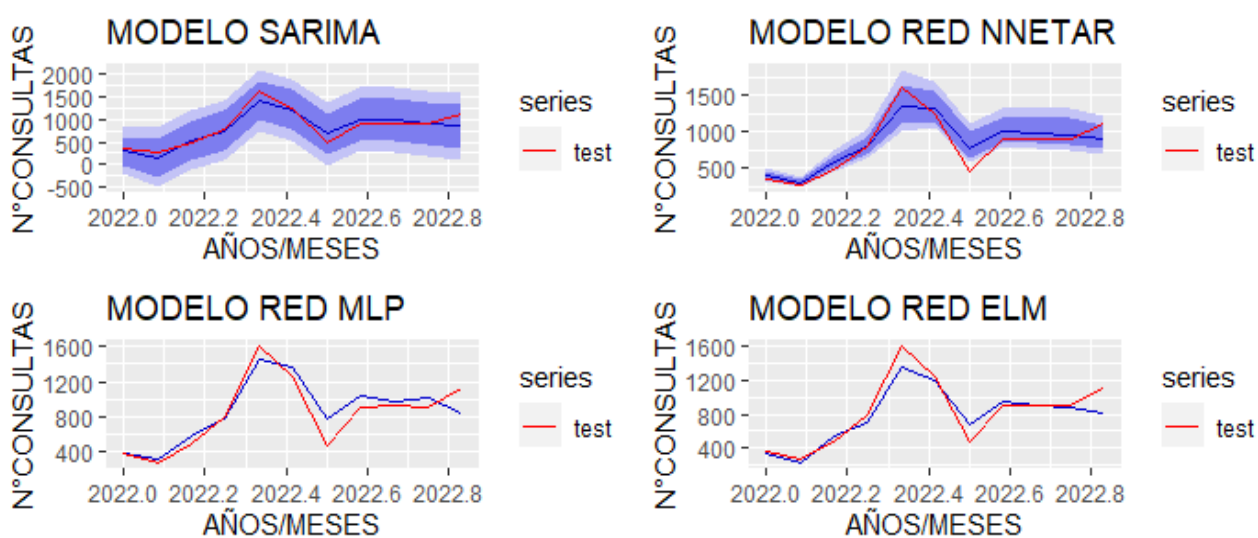 MODELO SARIMA
N°CONSULTAS
2000
1500
1000
500
0
-500
2022.0 2022.2 2022.4 2022.6 2022.8
AÑOS/MESES
series
test
MODELO RED NNETAR
N°CONSULTAS
1500
1000
500
2022.0 2022.2 2022.4 2022.6 2022.8
AÑOS/MESES
series
test
MODELO RED MLP
N°CONSULTAS
1600
1200
800
400
2022.0 2022.2 2022.4 2022.6 2022.8
AÑOS/MESES
series
test
MODELO RED ELM
N°CONSULTAS
1600
1200
800
400
2022.0 2022.2 2022.4 2022.6 2022.8
AÑOS/MESES
series
test